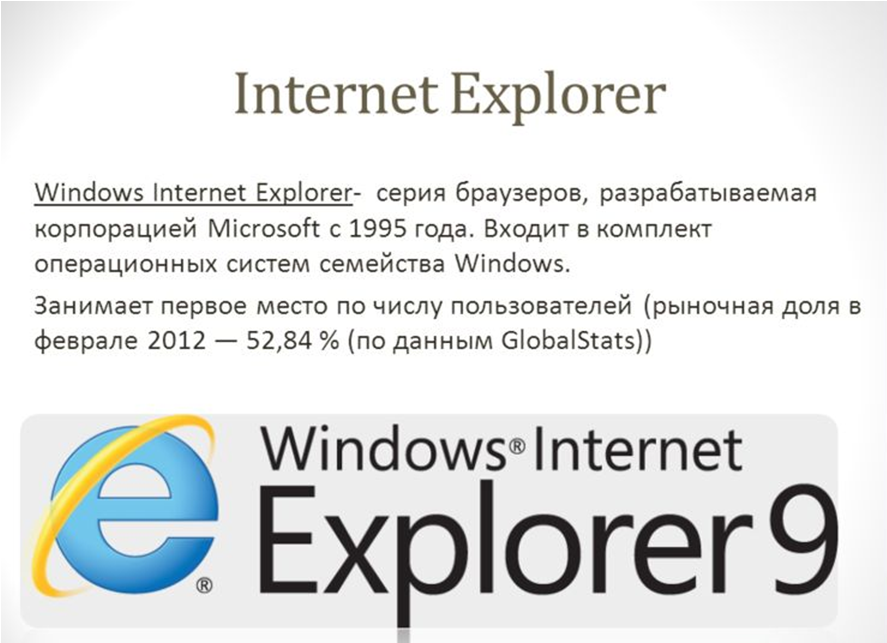 Internet Explorer
Windows Internet Explorer- серия браузеров, разрабатываемая
корпорацией Microsoft с 1995 года. Входит в комплект
операционных систем семейства Windows.
Занимает первое место по числу пользователей (рыночная доля в
феврале 2012 — 52,84 % (по данным GlobalStats))
Windows® Internet
Explorer 9
®